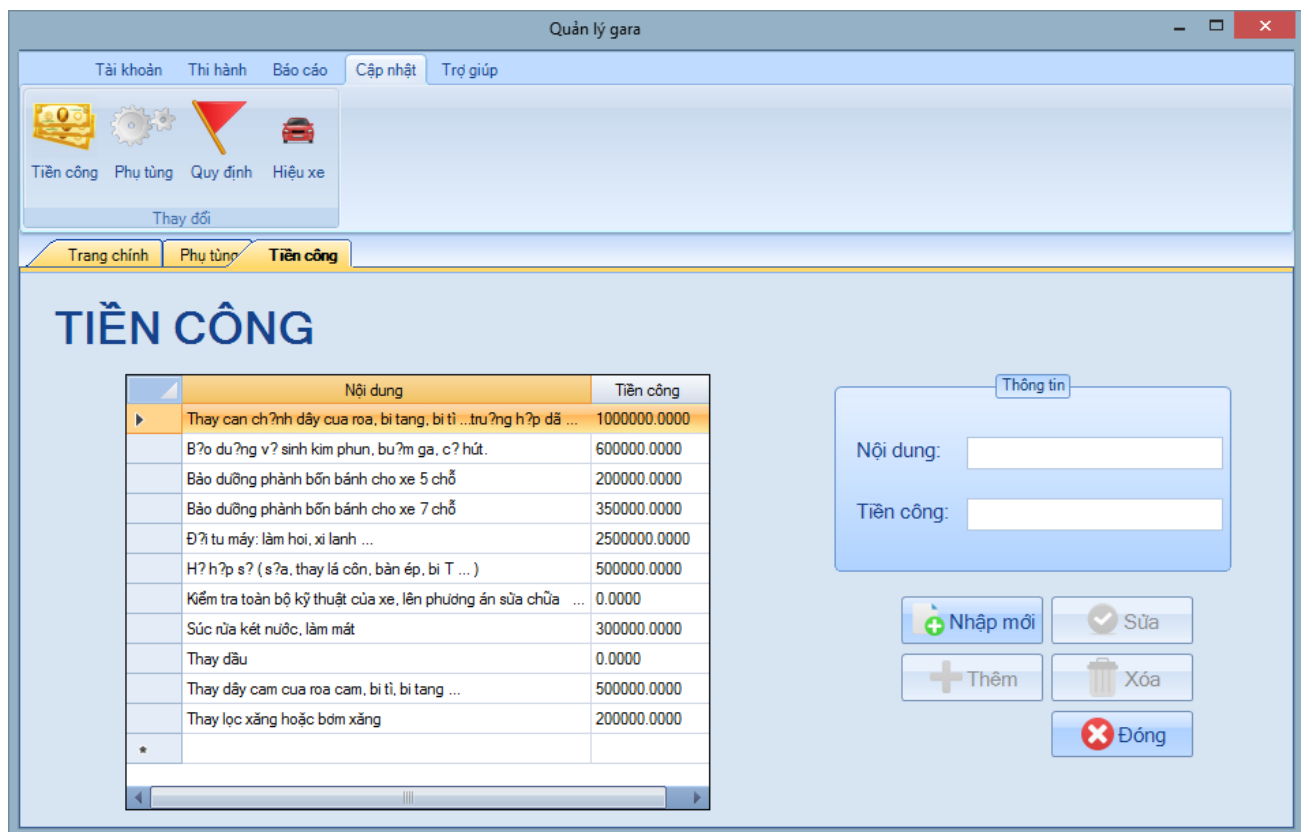 Quản lý gara
Tài khoản Thi hành Báo cáo Cập nhật Trợ giúp
Tiền công Phụ tùng Quy định Hiệu xe
Thay đổi
Trang chính Phụ tùng Tiền công
TIỀN CÔNG
Nội dung Tiền công
Thay can ch?nh dây cua roa, bi tang, bi tì ...tru?ng h?p dã ... 1000000.0000
B?o du?ng v? sinh kim phun, bu?m ga, c? hút. 600000.0000
Bảo dưỡng phành bốn bánh cho xe 5 chỗ 200000.0000
Bảo dưỡng phành bốn bánh cho xe 7 chỗ 350000.0000
Đ?i tu máy: làm hoi, xi lanh ... 2500000.0000
H? h?p s? ( s?a, thay lá côn, bàn ép, bi T ... ) 500000.0000
Kiểm tra toàn bộ kỹ thuật của xe, lên phương án sửa chữa ... 0.0000
Súc rửa két nước, làm mát 300000.0000
Thay dầu 0.0000
Thay dây cam cua roa cam, bi tì, bi tang ... 500000.0000
Thay lọc xăng hoặc bơm xăng 200000.0000
Thông tin
Nội dung:
Tiền công:
Nhập mới Sửa
Thêm Xóa
Đóng